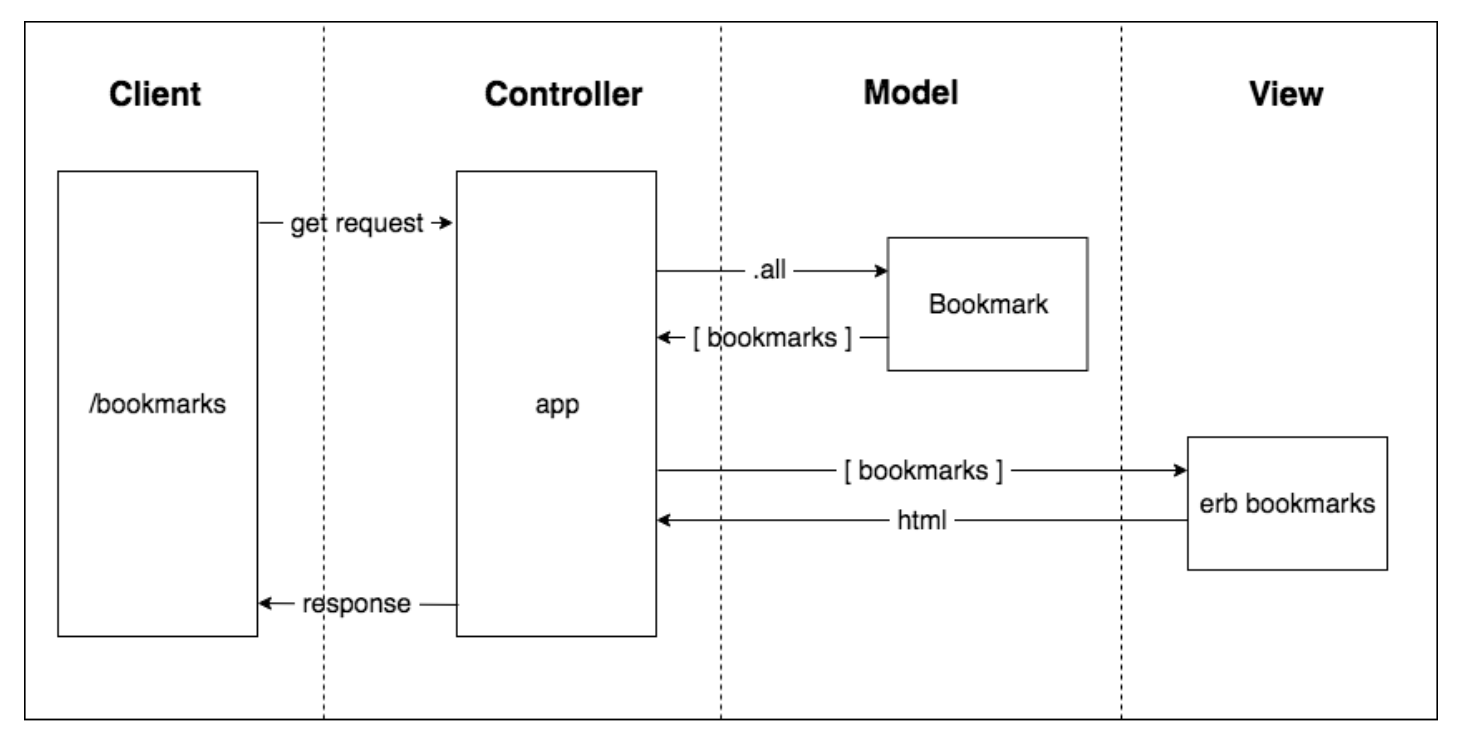 Client
Controller
Model
View
get request
.all
Bookmark
[ bookmarks ]
/bookmarks
app
[ bookmarks ]
erb bookmarks
html
response